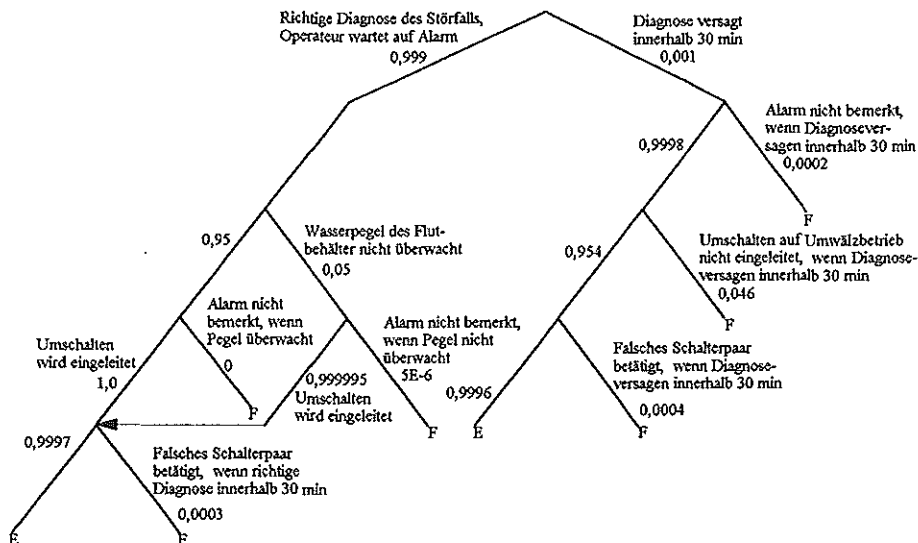 Richtige Diagnose des Störfalls,
Operateur wartet auf Alarm
0,999
Diagnose versagt
innerhalb 30 min
0,001
0,9998
Alarm nicht bemerkt,
wenn Diagnosever-
sagen innerhalb 30 min
0,0002
F
0,95
Wasserpegel des Flut-
behälter nicht überwacht
0,05
0,954
Umschalten auf Umwälzbetrieb
nicht eingeleitet, wenn Diagnose-
versagen innerhalb 30 min
0,046
F
Umschalten
wird eingeleitet
1,0
Alarm nicht
bemerkt, wenn
Pegel überwacht
0
F
0,999995
Umschalten
wird eingeleitet
Alarm nicht bemerkt,
wenn Pegel nicht
überwacht
5E-6
F
0,9996
E
Falsches Schalterpaar
betätigt, wenn Diagnose-
versagen innerhalb 30 min
0,0004
F
0,9997
E
Falsches Schalterpaar
betätigt, wenn richtige
Diagnose innerhalb 30 min
0,0003
F